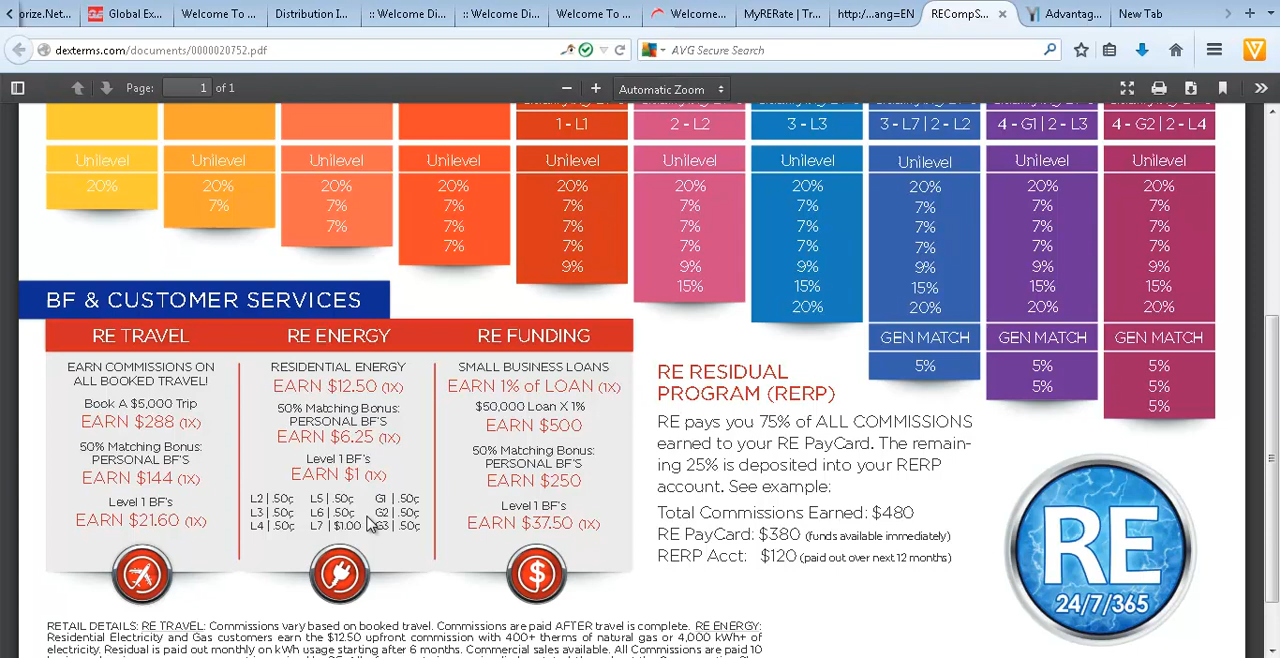 orize.Net... Global Ex... Welcome To ... Distribution I... :: Welcome Di... :: Welcome Di... Welcome To ... Welcome... MyRERate | Tr... http:/...ang=EN RECompS... Advantag... New Tab
dexterms.com/documents/0000020752.pdf AVG Secure Search
Page: 1 of 1 Automatic Zoom
1 - L1 2 - L2 3 - L3 3 - L7 | 2 - L2 4 - G1 | 2 - L3 4 - G2 | 2 - L4
Unilevel Unilevel Unilevel Unilevel Unilevel Unilevel Unilevel Unilevel Unilevel Unilevel
20% 20% 20% 20% 20% 20% 20% 20% 20% 20%
7% 7% 7% 7% 7% 7% 7% 7% 7%
7% 7% 7% 7% 7% 7% 7% 7%
7% 7% 7% 7% 7% 7% 7%
9% 9% 9% 9% 9% 9%
15% 15% 15% 15% 15%
20% 20% 20% 20%
GEN MATCH GEN MATCH GEN MATCH
5% 5% 5%
5% 5%
5%
BF & CUSTOMER SERVICES
RE TRAVEL
EARN COMMISSIONS ON
ALL BOOKED TRAVEL!
Book A $5,000 Trip
EARN $288 (1X)
50% Matching Bonus:
PERSONAL BF'S
EARN $144 (1X)
Level 1 BF's
EARN $21.60 (1X)
RE ENERGY
RESIDENTIAL ENERGY
EARN $12.50 (1X)
50% Matching Bonus:
PERSONAL BF'S
EARN $6.25 (1X)
Level 1 BF's
EARN $1 (1X)
L2 | .50¢ L5 | .50¢ G1 | .50¢
L3 | .50¢ L6 | .50¢ G2 | .50¢
L4 | .50¢ L7 | $1.00 G3 | .50¢
RE FUNDING
SMALL BUSINESS LOANS
EARN 1% of LOAN (1X)
$50,000 Loan X 1%
EARN $500
50% Matching Bonus:
PERSONAL BF'S
EARN $250
Level 1 BF's
EARN $37.50 (1X)
RE RESIDUAL
PROGRAM (RERP)
RE pays you 75% of ALL COMMISSIONS
earned to your RE PayCard. The remain-
ing 25% is deposited into your RERP
account. See example:
Total Commissions Earned: $480
RE PayCard: $380 (funds available immediately)
RERP Acct: $120 (paid out over next 12 months)
RE
24/7/365
RETAIL DETAILS: RE TRAVEL: Commissions vary based on booked travel. Commissions are paid AFTER travel is complete. RE ENERGY:
Residential Electricity and Gas customers earn the $12.50 upfront commission with 400+ therms of natural gas or 4,000 kWh+ of
electricity. Residual is paid out monthly on kWh usage starting after 6 months. Commercial sales available. All Commissions are paid 10